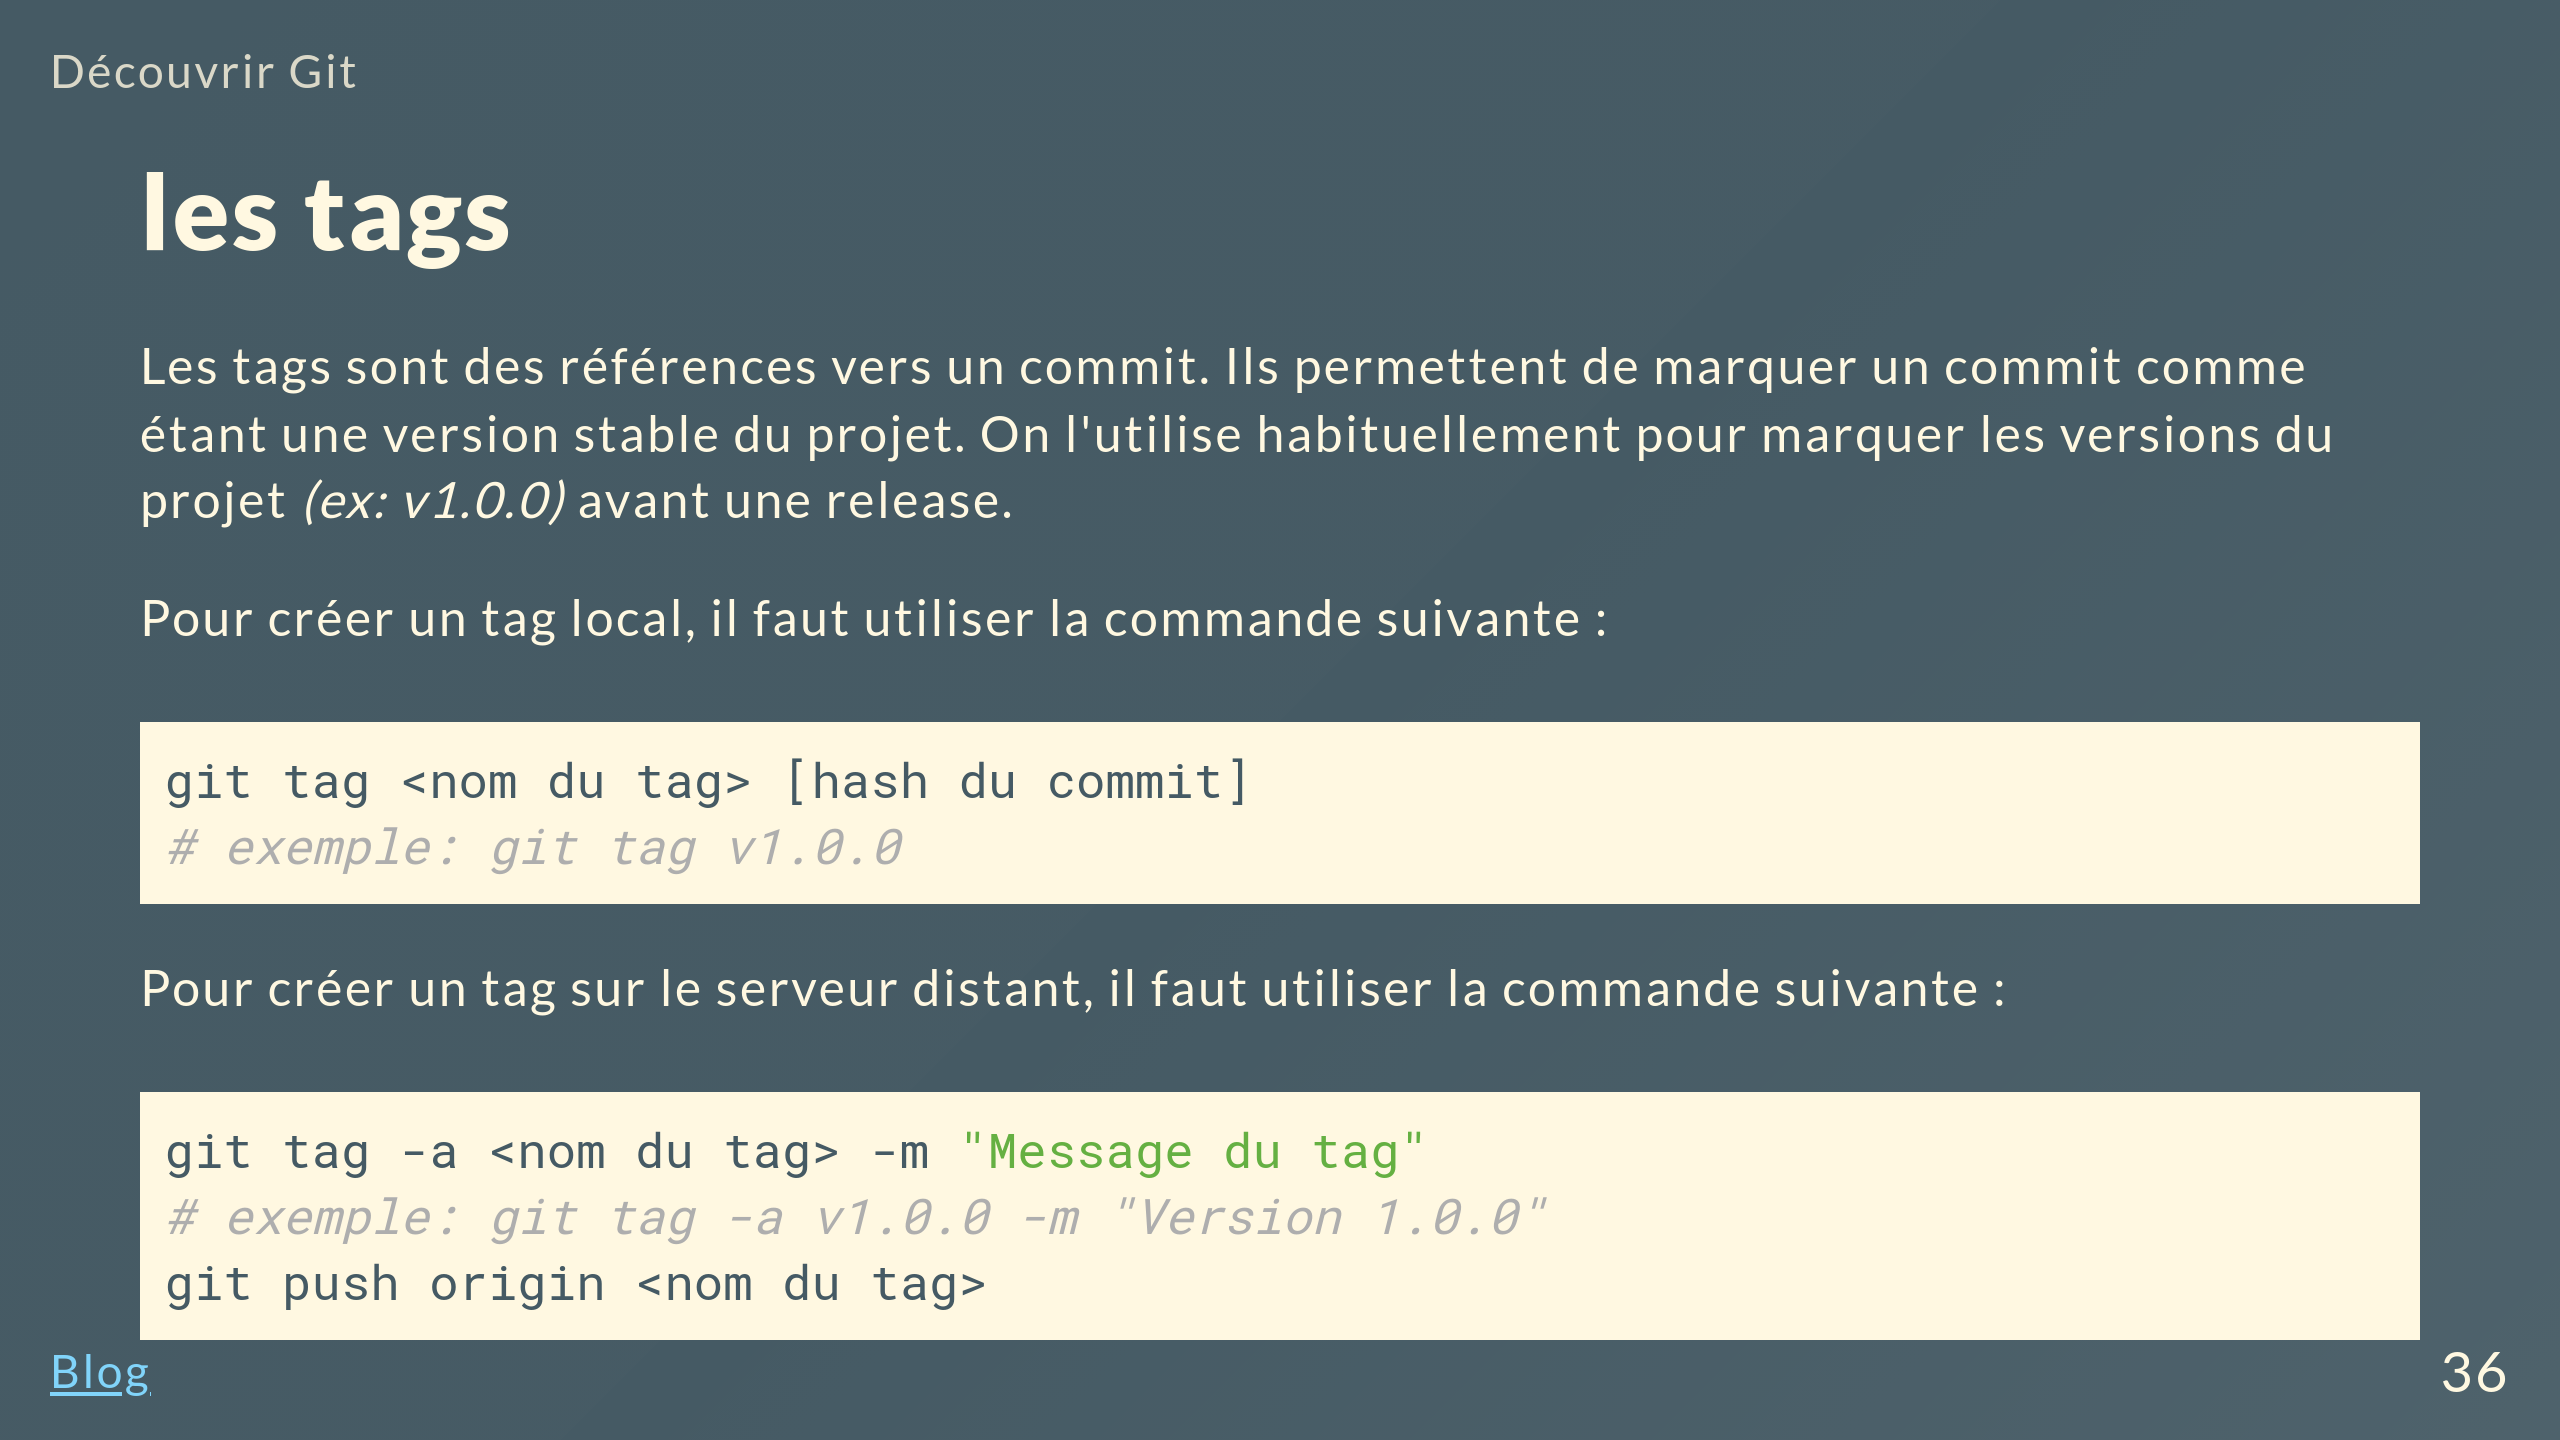 Découvrir Git
les tags
Les tags sont des références vers un commit. Ils permettent de marquer un commit comme
étant une version stable du projet. On l'utilise habituellement pour marquer les versions du
projet (ex: v1.0.0) avant une release.
Pour créer un tag local, il faut utiliser la commande suivante :
git tag <nom du tag> [hash du commit]
# exemple: git tag v1.0.0
Pour créer un tag sur le serveur distant, il faut utiliser la commande suivante :
git tag -a <nom du tag> -m "Message du tag"
# exemple: git tag -a v1.0.0 -m "Version 1.0.0"
git push origin <nom du tag>
Blog
36